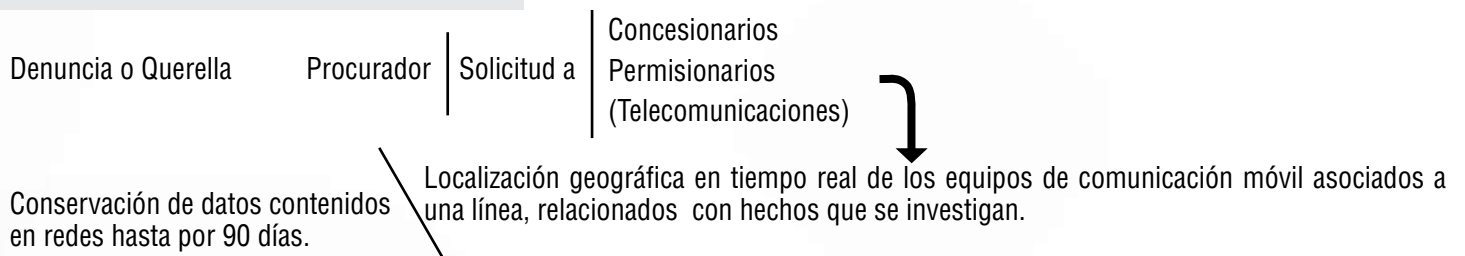 Denuncia o Querella
Procurador
Solicitud a
Concesionarios
Permisionarios
(Telecomunicaciones)
Localización geográfica en tiempo real de los equipos de comunicación móvil asociados a
una línea, relacionados con hechos que se investigan.
Conservación de datos contenidos
en redes hasta por 90 días.